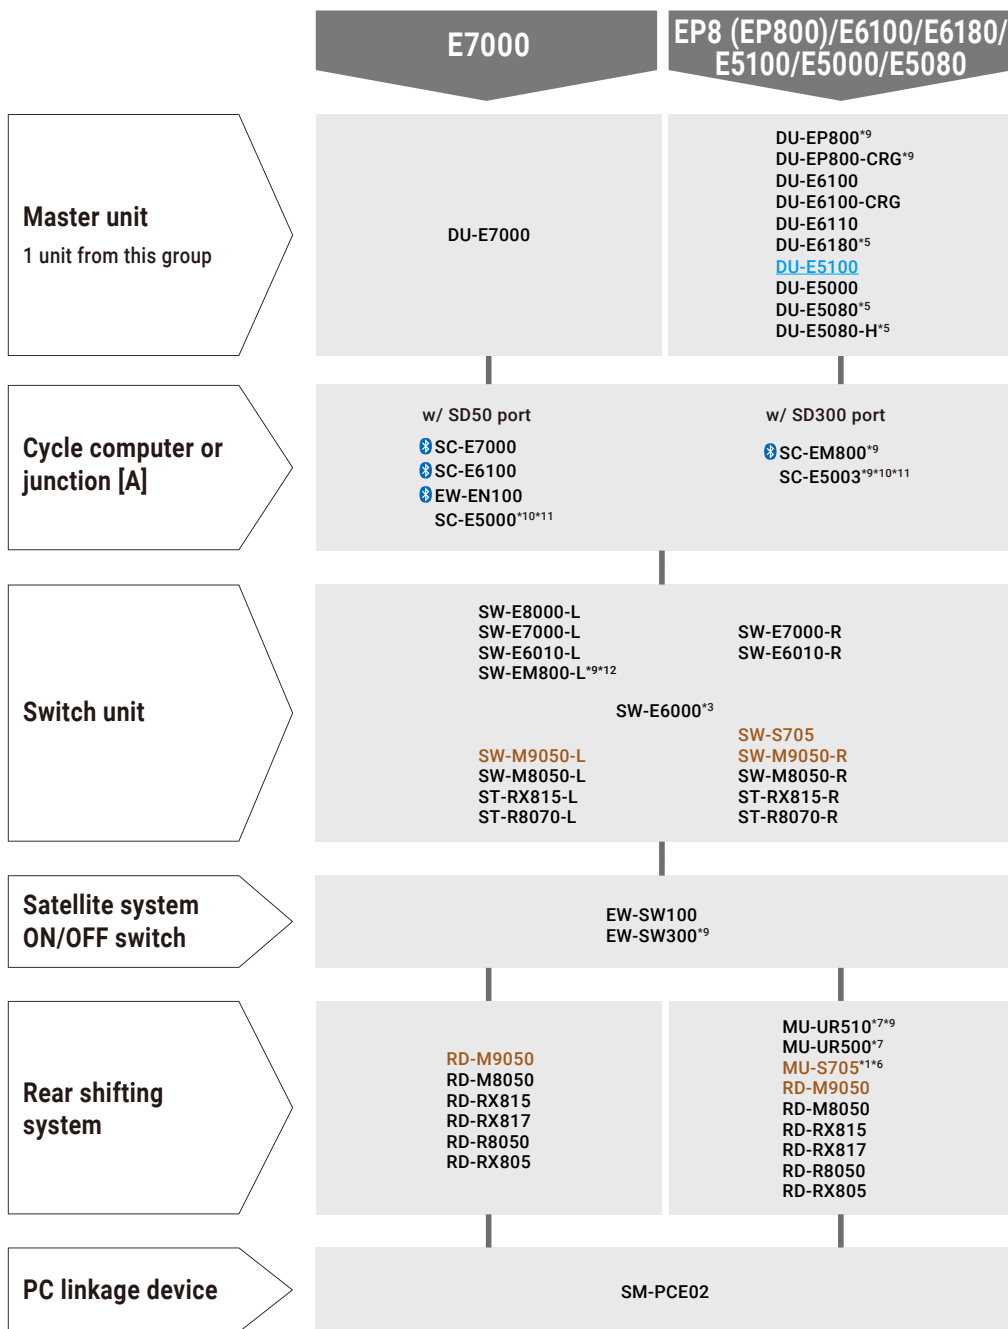 E7000
EP8 (EP800)/E6100/E6180/
E5100/E5000/E5080
Master unit
1 unit from this group
DU-E7000
DU-EP800*9
DU-EP800-CRG*9
DU-E6100
DU-E6100-CRG
DU-E6110
DU-E6180*5
DU-E5100
DU-E5000
DU-E5080*5
DU-E5080-H*5
Cycle computer or
junction [A]
w/ SD50 port
SC-E7000
SC-E6100
EW-EN100
SC-E5000*10*11
w/ SD300 port
SC-EM800*9
SC-E5003*9*10*11
Switch unit
SW-E8000-L
SW-E7000-L
SW-E6010-L
SW-EM800-L*9*12
SW-E7000-R
SW-E6010-R
SW-E6000*3
SW-M9050-L
SW-M8050-L
ST-RX815-L
ST-R8070-L
SW-S705
SW-M9050-R
SW-M8050-R
ST-RX815-R
ST-R8070-R
Satellite system
ON/OFF switch
EW-SW100
EW-SW300*9
Rear shifting
system
RD-M9050
RD-M8050
RD-RX815
RD-RX817
RD-R8050
RD-RX805
MU-UR510*7*9
MU-UR500*7
MU-S705*1*6
RD-M9050
RD-M8050
RD-RX815
RD-RX817
RD-R8050
RD-RX805
PC linkage device
SM-PCE02